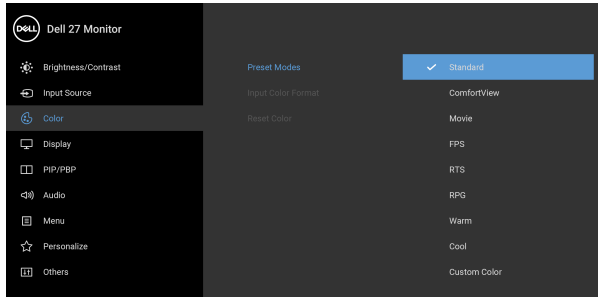 DELL Dell 27 Monitor
Brightness/Contrast
Input Source
Color
Display
PIP/PBP
Audio
Menu
Personalize
Others
Preset Modes
Input Color Format
Reset Color
Standard
ComfortView
Movie
FPS
RTS
RPG
Warm
Cool
Custom Color